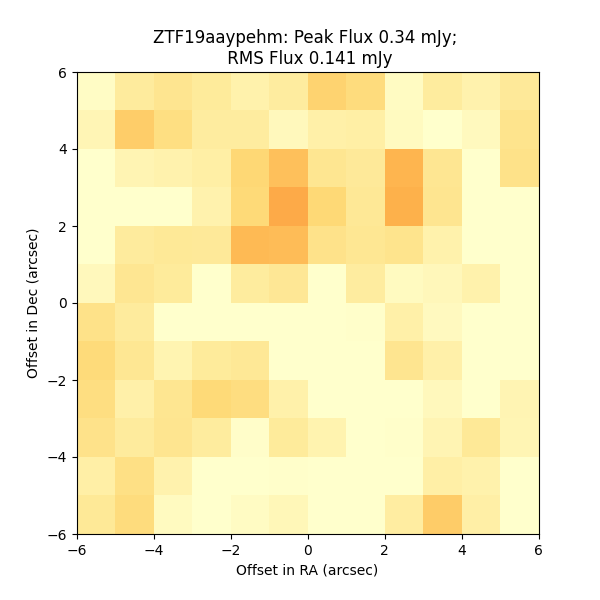 ZTF19aaypehm: Peak Flux 0.34 mJy;
RMS Flux 0.141 mJy
6
4
2
0
−2
−4
−6
Offset in Dec (arcsec)
−6 −4 −2 0 2 4 6
Offset in RA (arcsec)